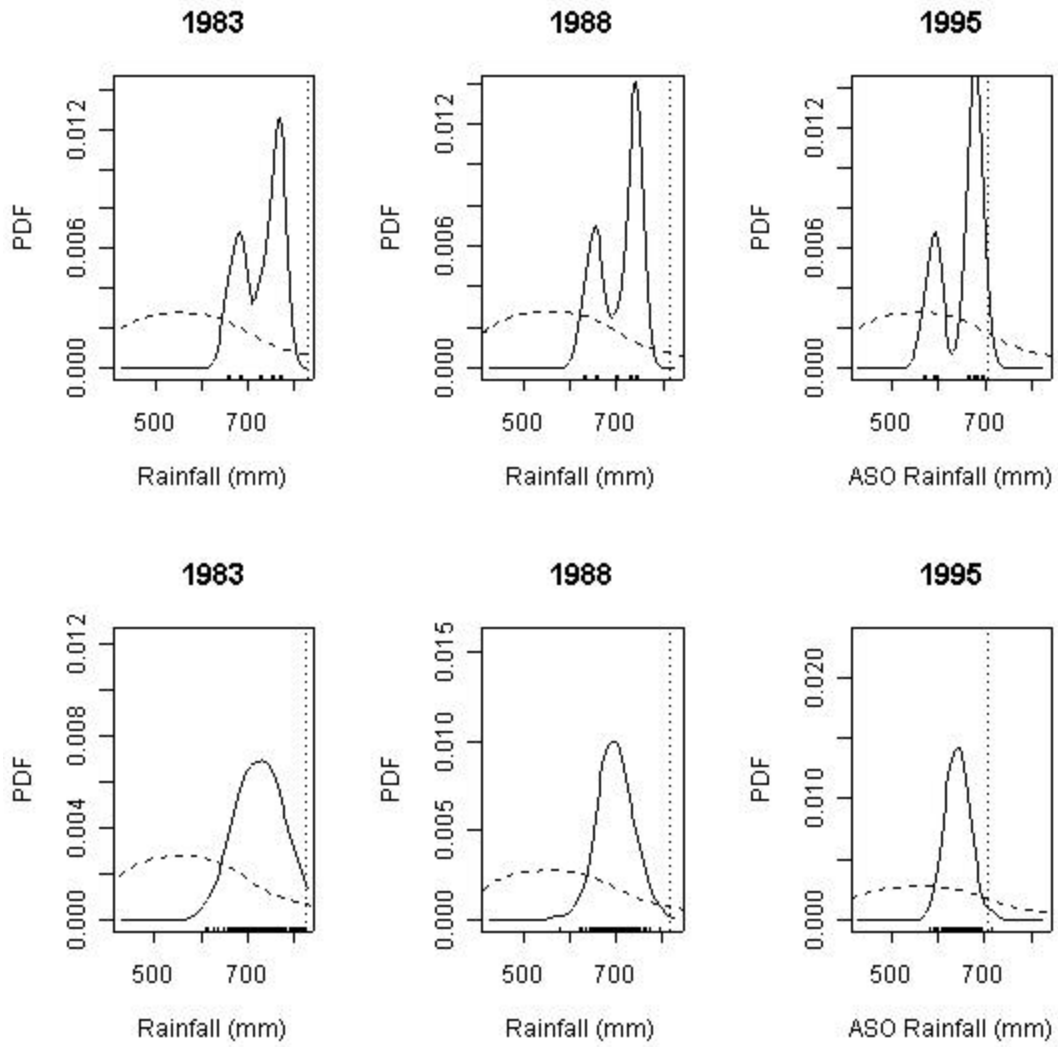 1983 1988 1995
PDF PDF PDF
0.000 0.006 0.012 0.000 0.006 0.012 0.000 0.006 0.012
500 700 500 700 500 700
Rainfall (mm) Rainfall (mm) ASO Rainfall (mm)
1983 1988 1995
PDF PDF PDF
0.000 0.004 0.008 0.012 0.000 0.005 0.010 0.015 0.000 0.010 0.020
500 700 500 700 500 700
Rainfall (mm) Rainfall (mm) ASO Rainfall (mm)